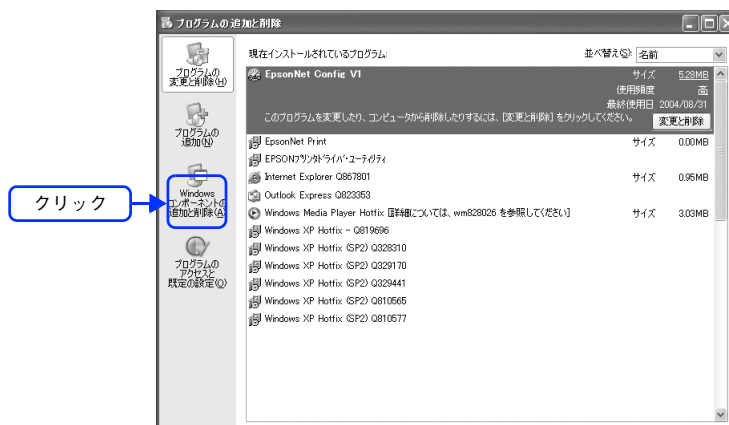 プログラムの追加と削除
プログラムの
変更と削除(H)
プログラムの
追加(N)
Windows
コンポーネントの
追加と削除(A)
プログラムの
アクセスと
既定の設定(O)
クリック
現在インストールされているプログラム:
並べ替え(S): 名前
EpsonNet Config V1
サイズ 5.28MB
使用頻度 高
最終使用日 2004/08/31
このプログラムを変更したり、コンピュータから削除したりするには、[変更と削除] をクリックしてください。
変更と削除
EpsonNet Print サイズ 0.00MB
EPSONプリンタドライバ・ユーティリティ
Internet Explorer Q867801 サイズ 0.95MB
Outlook Express Q823353
Windows Media Player Hotfix [詳細については、wm828026 を参照してください] サイズ 3.03MB
Windows XP Hotfix - Q819696
Windows XP Hotfix (SP2) Q328310
Windows XP Hotfix (SP2) Q329170
Windows XP Hotfix (SP2) Q329441
Windows XP Hotfix (SP2) Q810565
Windows XP Hotfix (SP2) Q810577